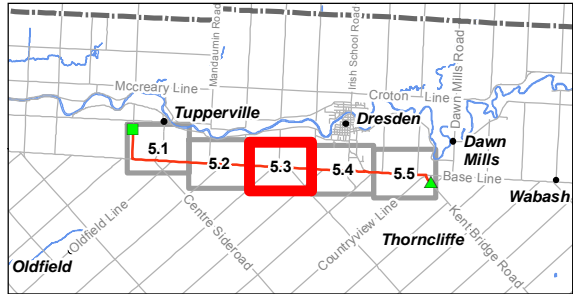 Mandaumin Road
Irish School Road
Dawn Mills Road
Mccreary Line
Croton Line
Tupperville
Dresden
Dawn
Mills
5.1
5.2
5.3
5.4
5.5
Base Line
Wabash
Oldfield Line
Centre Sideroad
Countryview Line
Kent Bridge Road
Thorncliffe
Oldfield